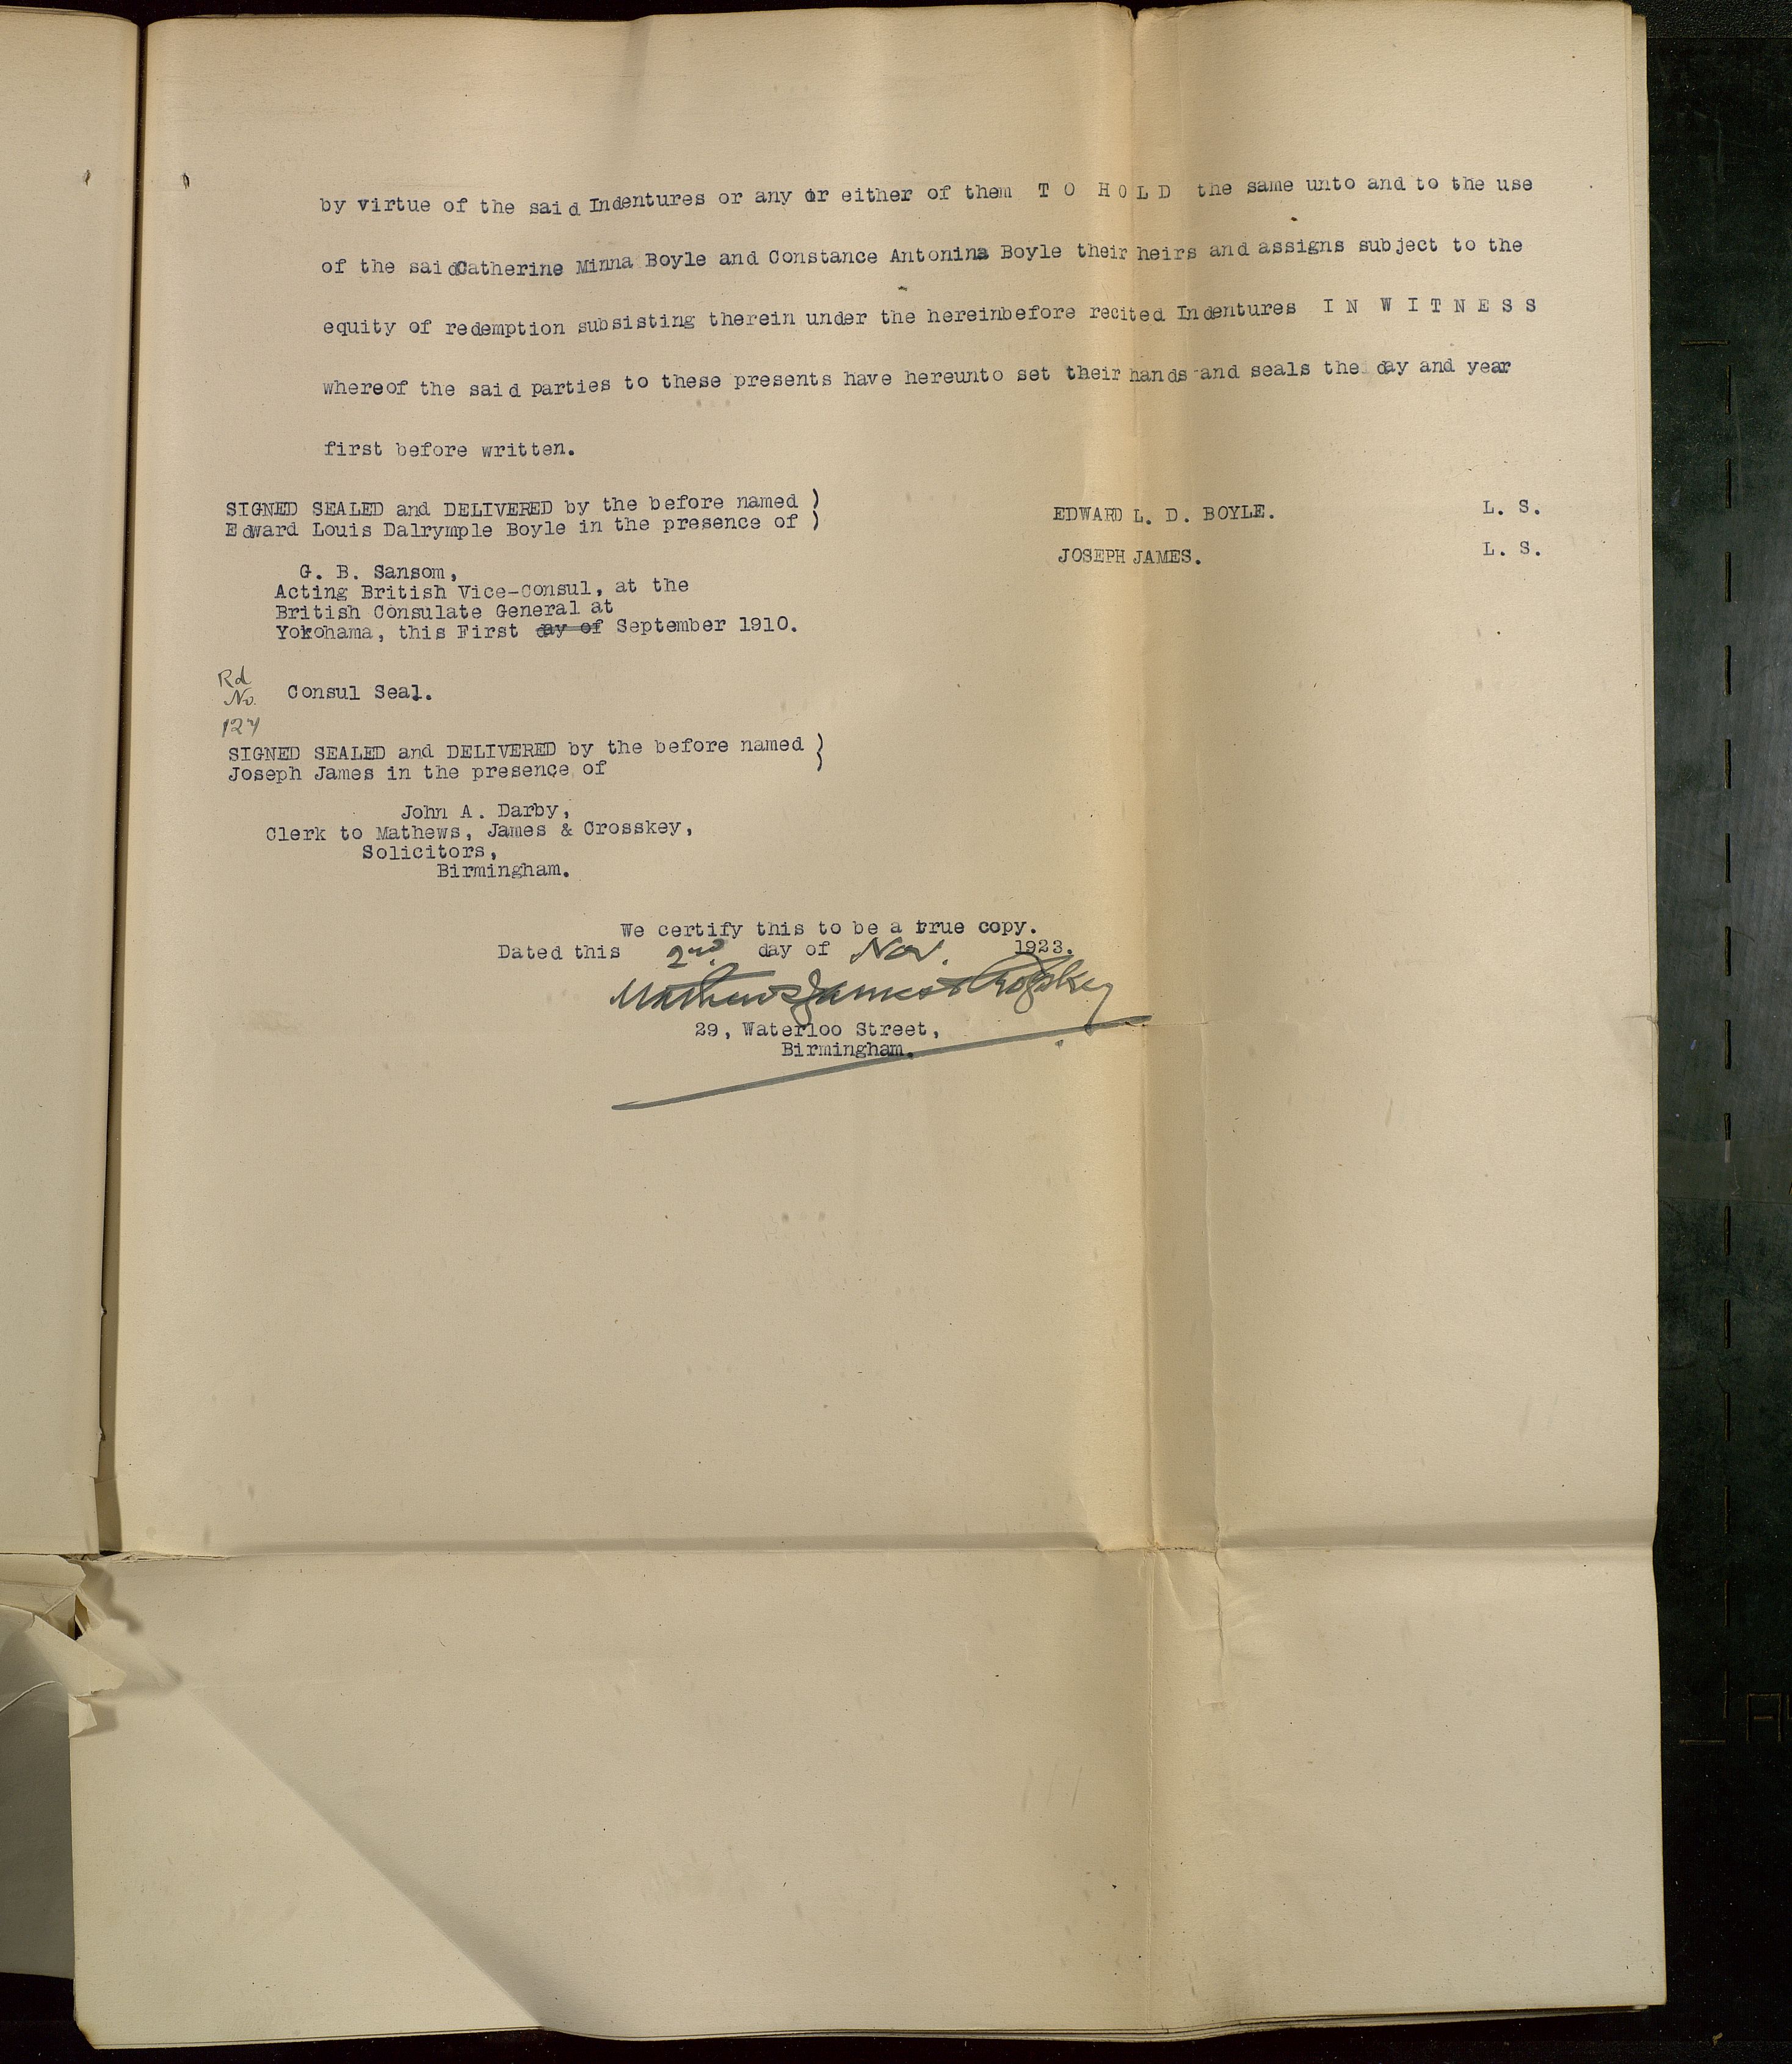 by virtue of the said Indentures or any or either of them T O H O L D the same unto and to the use
of the said Catherine Minna Boyle and Constance Antonina Boyle their heirs and assigns subject to the
equity of redemption subsisting therein under the hereinbefore recited Indentures I N W I T N E S S
whereof the said parties to these presents have hereunto set their hands and seals the day and year
first before written.
SIGNED SEALED and DELIVERED by the before named )
Edward Louis Dalrymple Boyle in the presence of )
EDWARD L. D. BOYLE. L. S.
JOSEPH JAMES. L. S.
G. B. Sansom,
Acting British Vice-Consul, at the
British Consulate General at
Yokohama, this First day of September 1910.
Rd
No.
127
Consul Seal.
SIGNED SEALED and DELIVERED by the before named }
Joseph James in the presence of
John A. Darby,
Clerk to Mathews, James & Crosskey,
Solicitors,
Birmingham.
We certify this to be a true copy.
Dated this 2nd. day of Nov. 1923.
Mathews James & Crosskey
29, Waterloo Street,
Birmingham.